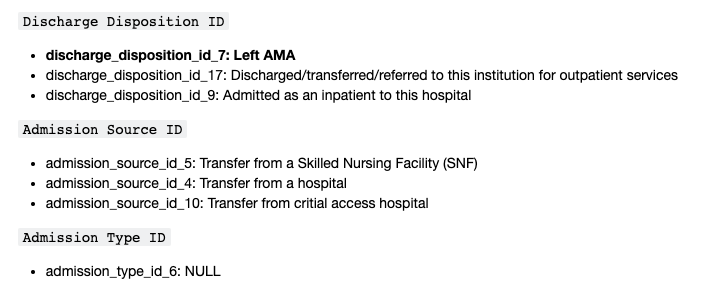 Discharge Disposition ID
• discharge_disposition_id_7: Left AMA
• discharge_disposition_id_17: Discharged/transferred/referred to this institution for outpatient services
• discharge_disposition_id_9: Admitted as an inpatient to this hospital
Admission Source ID
• admission_source_id_5: Transfer from a Skilled Nursing Facility (SNF)
• admission_source_id_4: Transfer from a hospital
• admission_source_id_10: Transfer from critial access hospital
Admission Type ID
• admission_type_id_6: NULL